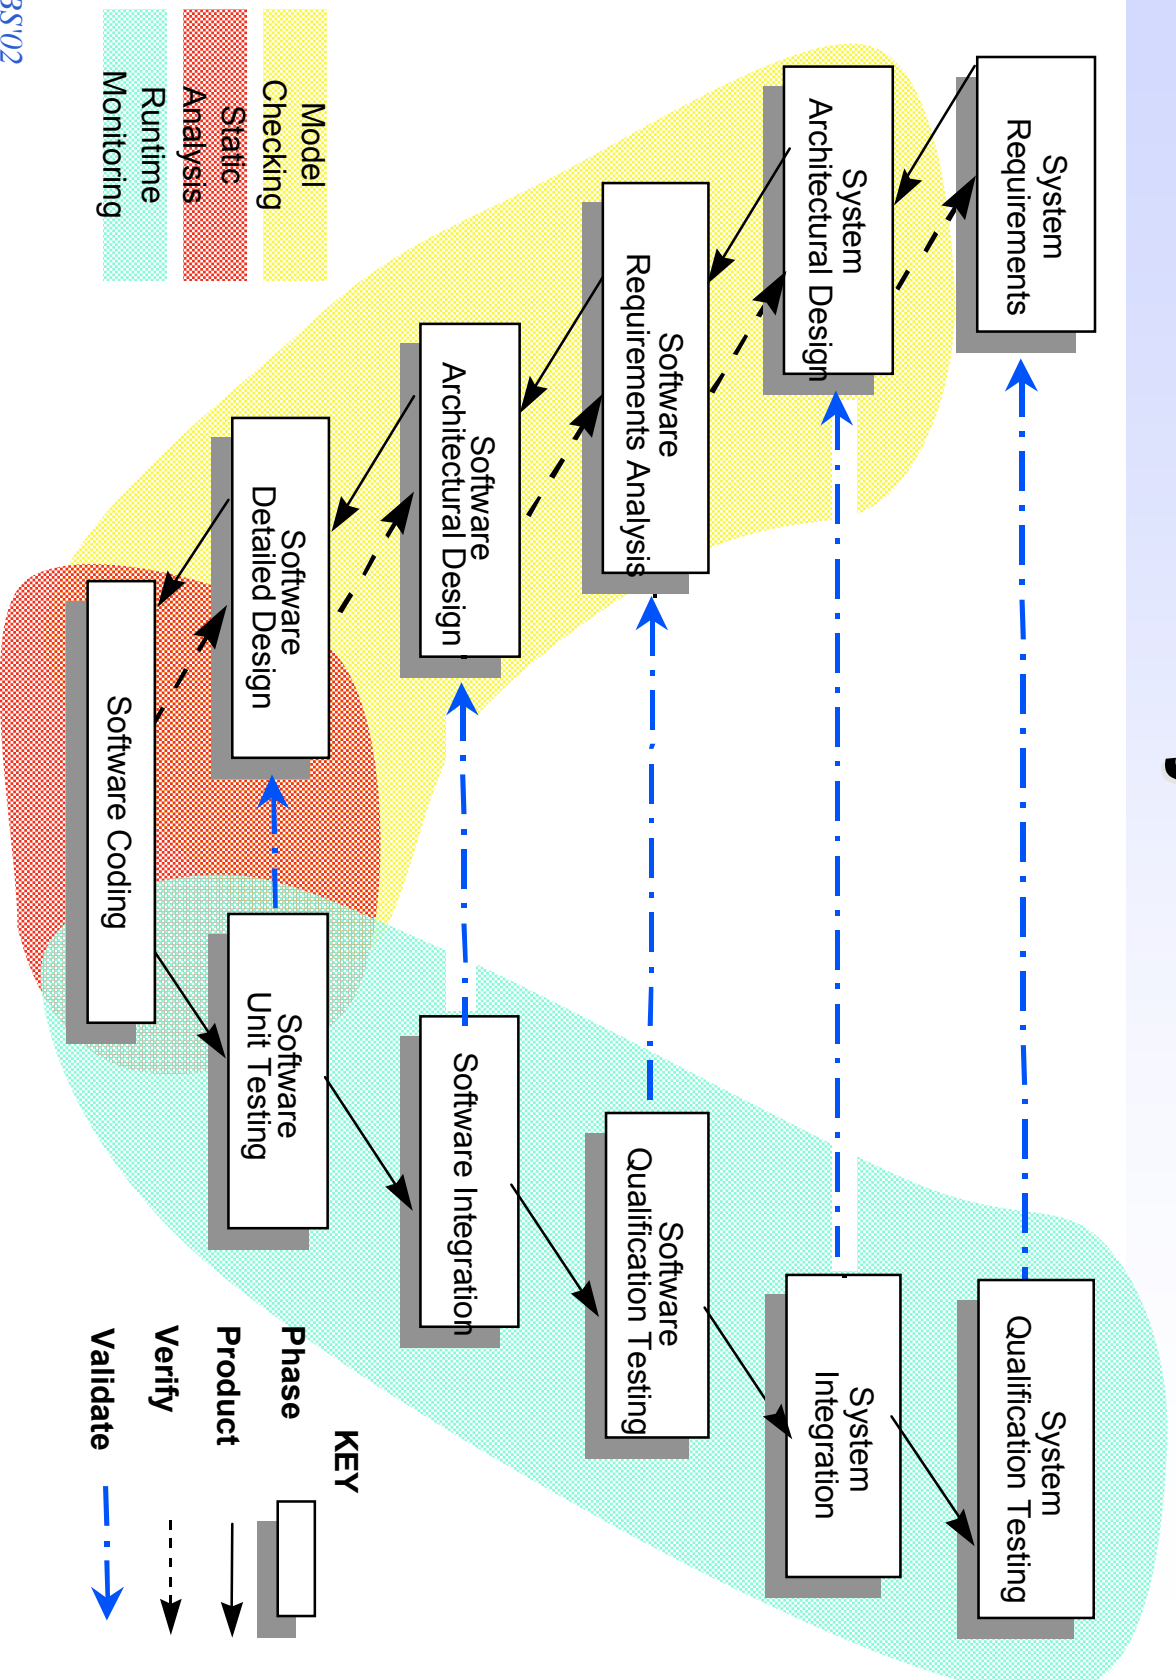 System
Requirements
System
Architectural Design
Software
Requirements Analysis
Software
Architectural Design
Software
Detailed Design
Software Coding
Software
Unit Testing
Software Integration
Software
Qualification Testing
System
Integration
System
Qualification Testing
Model
Checking
Static
Analysis
Runtime
Monitoring
KEY
Phase
Product
Verify
Validate